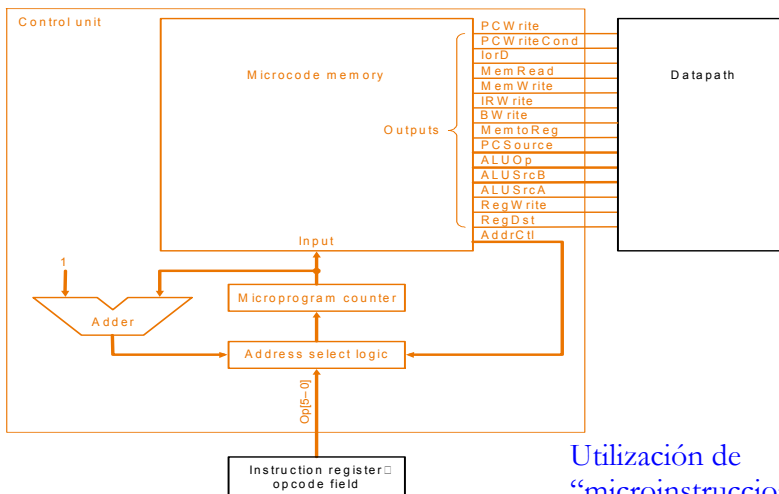 Control unit
Microcode memory
Outputs
Input
PCWrite
PCWriteCond
IorD
MemRead
MemWrite
IRWrite
BWrite
MemtoReg
PCSource
ALUOp
ALUSrcB
ALUSrcA
RegWrite
RegDst
AddrCtl
Datapath
1
Adder
Microprogram counter
Address select logic
Op[5–0]
Instruction register
opcode field
Utilización de